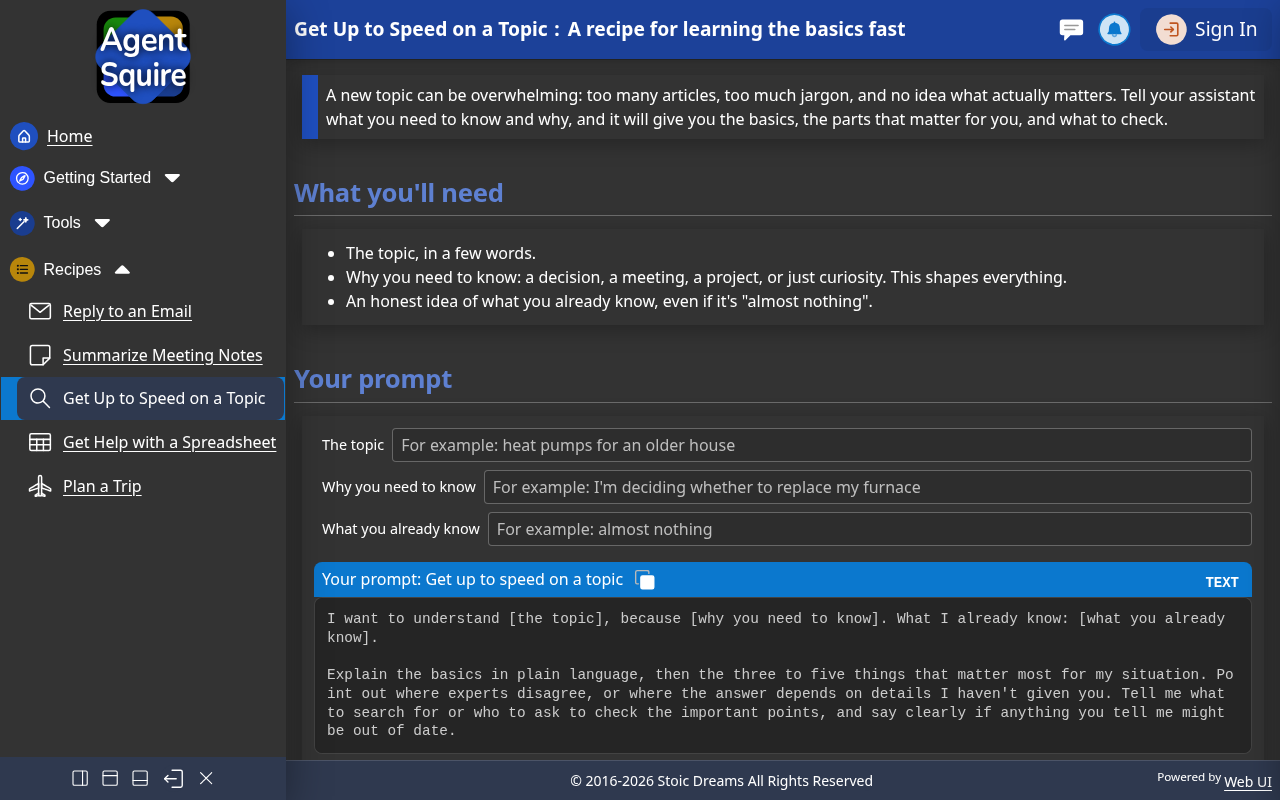 Agent
Squire
Home
Getting Started
Tools
Recipes
Reply to an Email
Summarize Meeting Notes
Get Up to Speed on a Topic
Get Help with a Spreadsheet
Plan a Trip
Get Up to Speed on a Topic : A recipe for learning the basics fast
Sign In
A new topic can be overwhelming: too many articles, too much jargon, and no idea what actually matters. Tell your assistant
what you need to know and why, and it will give you the basics, the parts that matter for you, and what to check.
What you'll need
• The topic, in a few words.
• Why you need to know: a decision, a meeting, a project, or just curiosity. This shapes everything.
• An honest idea of what you already know, even if it's "almost nothing".
Your prompt
The topic For example: heat pumps for an older house
Why you need to know For example: I'm deciding whether to replace my furnace
What you already know For example: almost nothing
Your prompt: Get up to speed on a topic TEXT
I want to understand [the topic], because [why you need to know]. What I already know: [what you already
know].
Explain the basics in plain language, then the three to five things that matter most for my situation. Po
int out where experts disagree, or where the answer depends on details I haven't given you. Tell me what
to search for or who to ask to check the important points, and say clearly if anything you tell me might
be out of date.
© 2016-2026 Stoic Dreams All Rights Reserved
Powered by Web UI